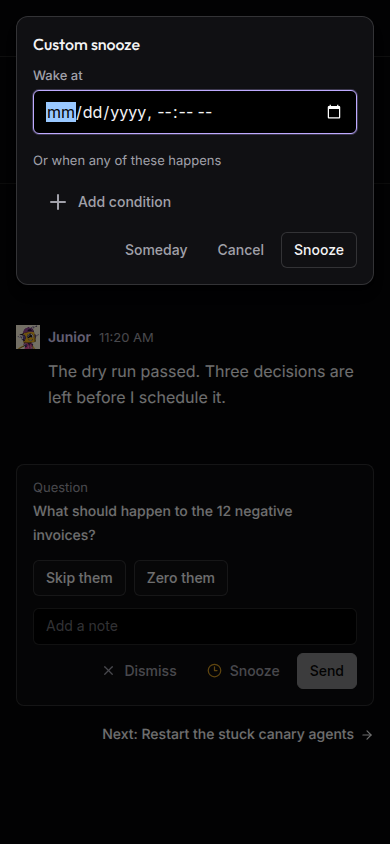 Custom snooze
Wake at
mm/dd/yyyy, --:-- --
Or when any of these happens
Add condition
Someday Cancel Snooze
Junior 11:20 AM
The dry run passed. Three decisions are
left before I schedule it.
Question
What should happen to the 12 negative
invoices?
Skip them Zero them
Add a note
Dismiss Snooze Send
Next: Restart the stuck canary agents →